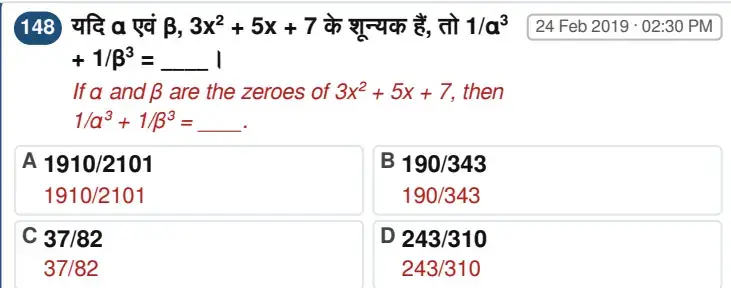 148 यदि α एवं β, 3x² + 5x + 7 के शून्यक हैं, तो 1/α³ 24 Feb 2019 · 02:30 PM
+ 1/β³ = ____ ।
If α and β are the zeroes of 3x² + 5x + 7, then
1/α³ + 1/β³ = ____.
A 1910/2101 B 190/343
1910/2101 190/343
C 37/82 D 243/310
37/82 243/310